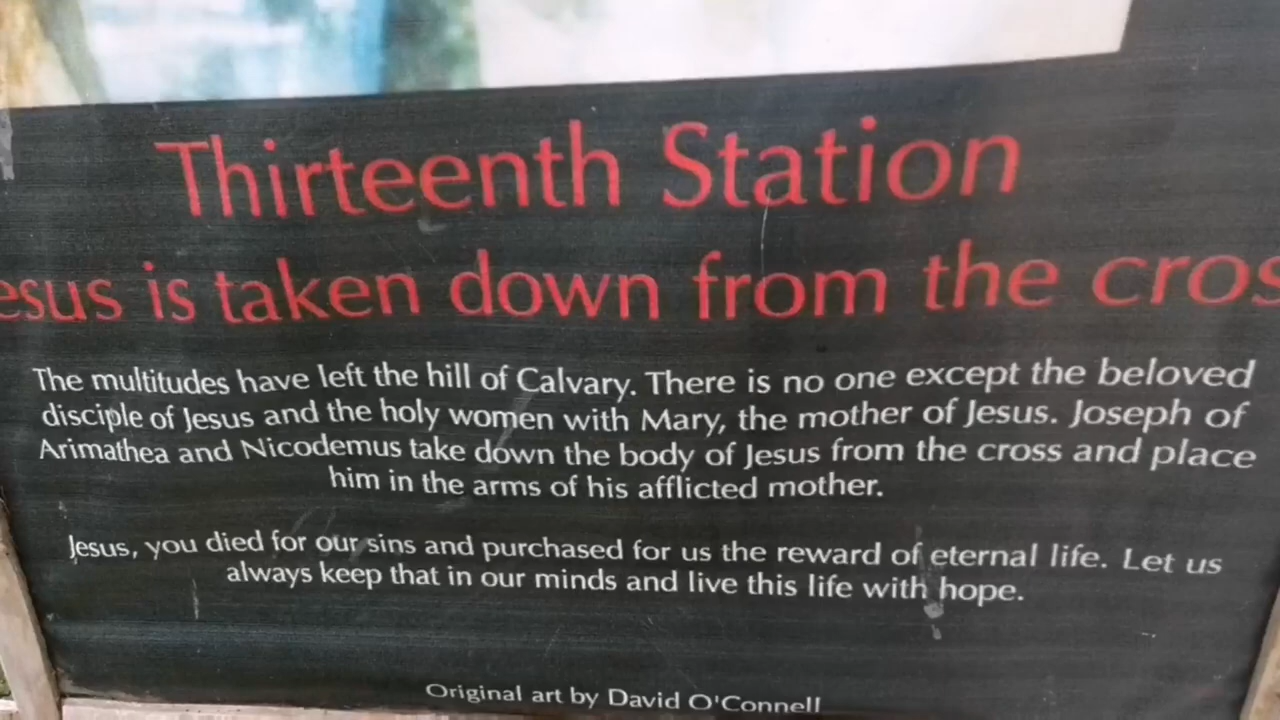 Thirteenth Station
esus is taken down from the cros
The multitudes have left the hill of Calvary. There is no one except the beloved
disciple of Jesus and the holy women with Mary, the mother of Jesus. Joseph of
Arimathea and Nicodemus take down the body of Jesus from the cross and place
him in the arms of his afflicted mother.
Jesus, you died for our sins and purchased for us the reward of eternal life. Let us
always keep that in our minds and live this life with hope.
Original art by David O'Connell